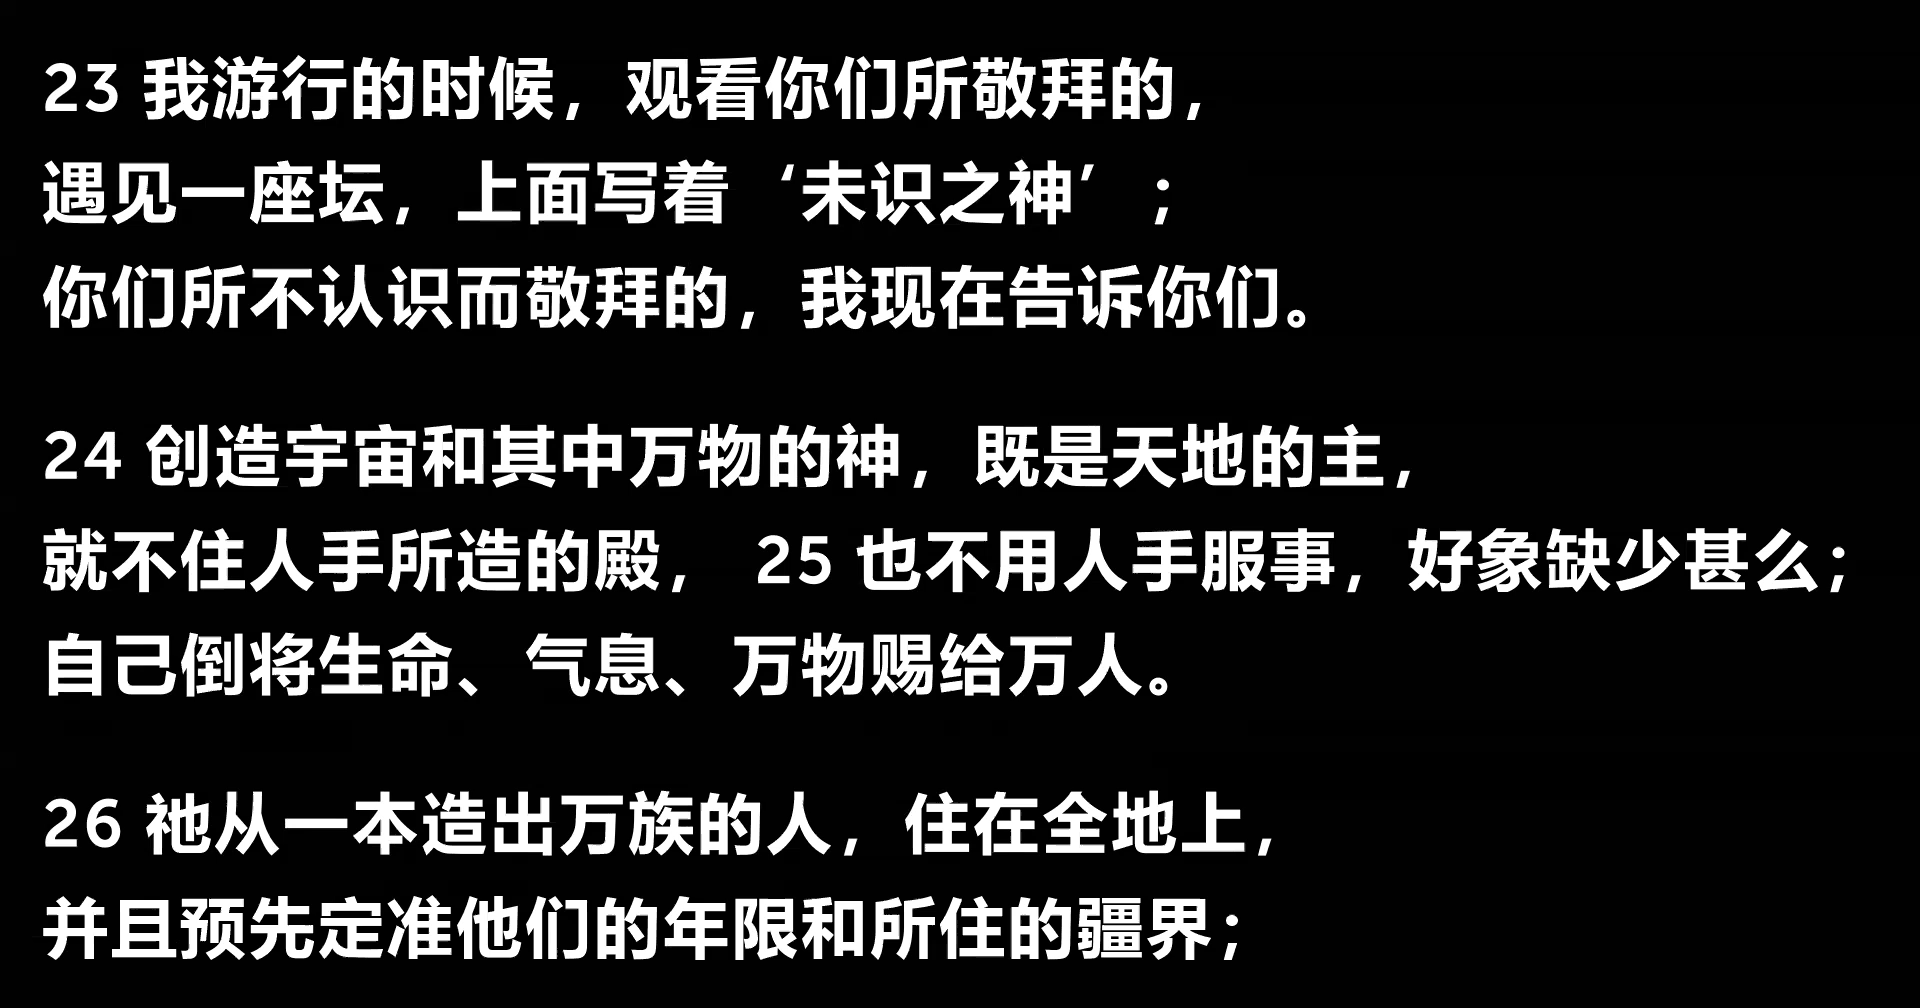 23 我游行的时候，观看你们所敬拜的，
遇见一座坛，上面写着‘未识之神’；
你们所不认识而敬拜的，我现在告诉你们。
24 创造宇宙和其中万物的神，既是天地的主，
就不住人手所造的殿， 25 也不用人手服事，好象缺少甚么；
自己倒将生命、气息、万物赐给万人。
26 祂从一本造出万族的人，住在全地上，
并且预先定准他们的年限和所住的疆界；